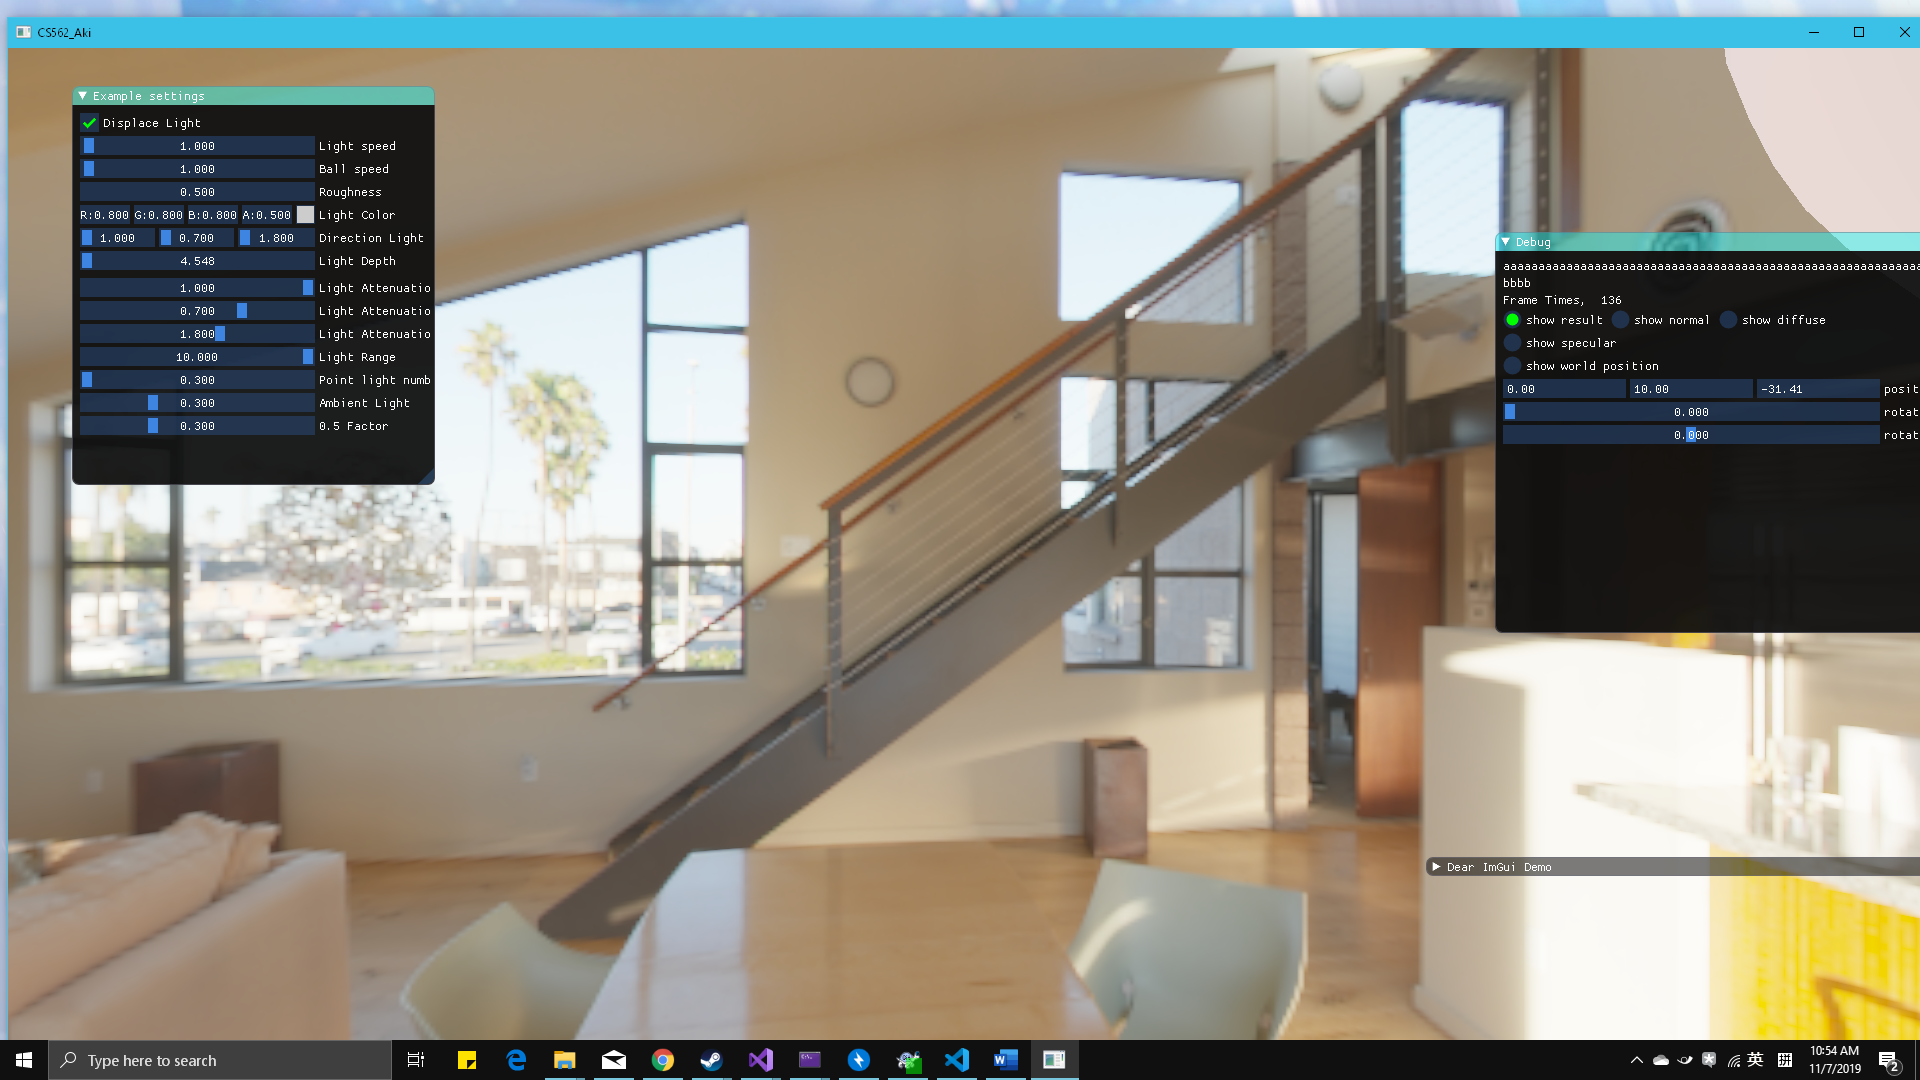 CS562_Aki
Example settings
Displace Light
1.000 Light speed
1.000 Ball speed
0.500 Roughness
R:0.800 G:0.800 B:0.800 A:0.500 Light Color
1.000 0.700 1.800 Direction Light
4.548 Light Depth
1.000 Light Attenuatio
0.700 Light Attenuatio
1.800 Light Attenuatio
10.000 Light Range
0.300 Point light numb
0.300 Ambient Light
0.300 0.5 Factor
Debug
bbbb
Frame Times, 136
show result show normal show diffuse
show specular
show world position
0.00 10.00 -31.41 posit
0.000 rotat
0.000 rotat
Dear ImGui Demo
Type here to search
英
10:54 AM
11/7/2019
2